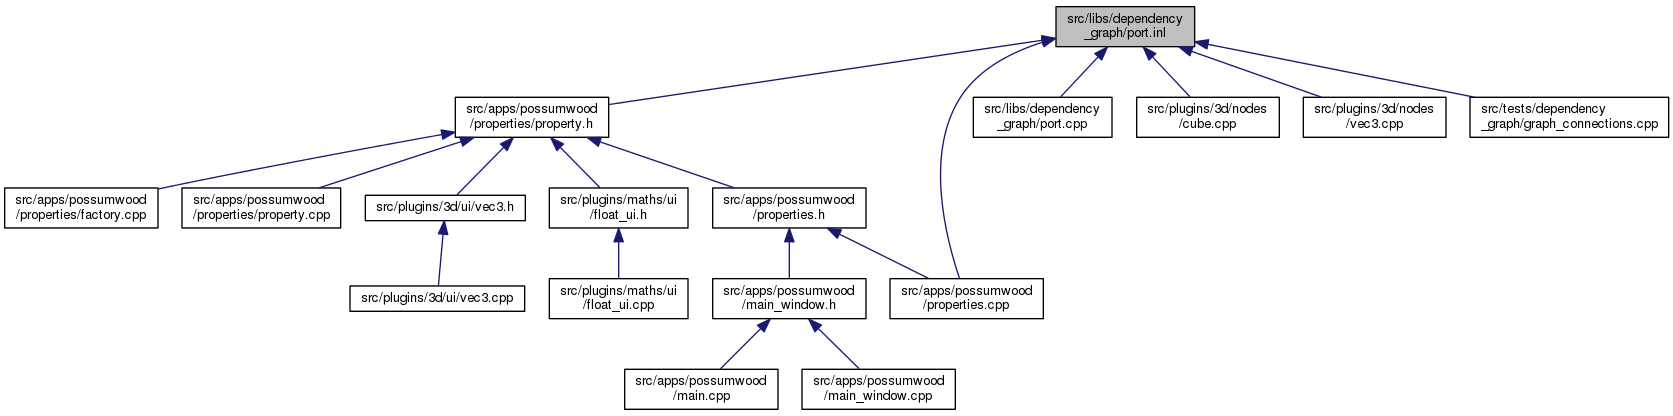 src/libs/dependency
_graph/port.inl
src/apps/possumwood
/properties/property.h
src/libs/dependency
_graph/port.cpp
src/plugins/3d/nodes
/cube.cpp
src/plugins/3d/nodes
/vec3.cpp
src/tests/dependency
_graph/graph_connections.cpp
src/apps/possumwood
/properties/factory.cpp
src/apps/possumwood
/properties/property.cpp
src/plugins/3d/ui/vec3.h
src/plugins/maths/ui
/float_ui.h
src/apps/possumwood
/properties.h
src/plugins/3d/ui/vec3.cpp
src/plugins/maths/ui
/float_ui.cpp
src/apps/possumwood
/main_window.h
src/apps/possumwood
/properties.cpp
src/apps/possumwood
/main.cpp
src/apps/possumwood
/main_window.cpp